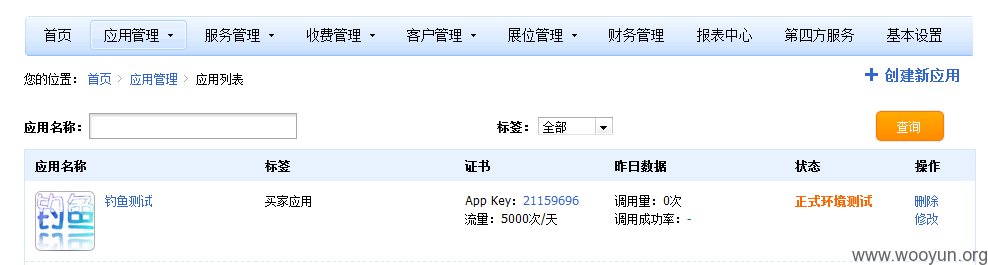 首页 应用管理 服务管理 收费管理 客户管理 展位管理 财务管理 报表中心 第四方服务 基本设置
您的位置： 首页 > 应用管理 > 应用列表
+ 创建新应用
应用名称：
标签： 全部
查询
应用名称 标签 证书 昨日数据 状态 操作
钓鱼
钓鱼测试 买家应用 App Key：21159696 调用量：0次 正式环境测试 删除
流量：5000次/天 调用成功率：- 修改
www.wooyun.org